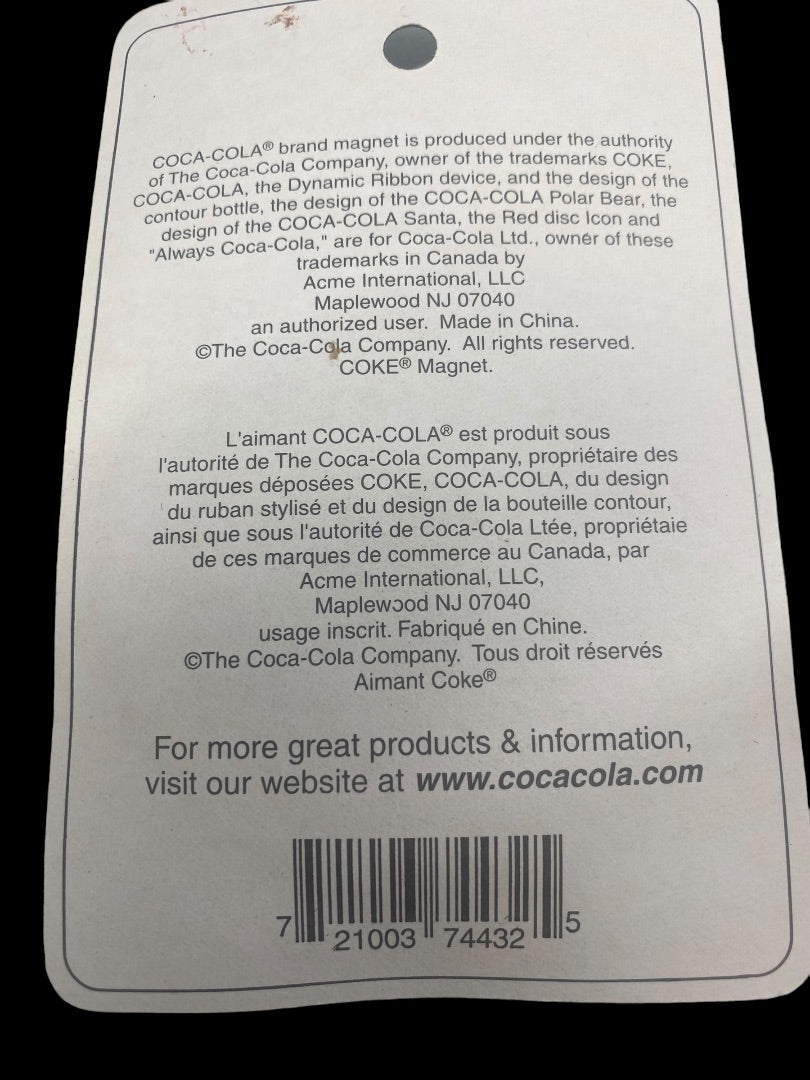 COCA-COLA® brand magnet is produced under the authority
of The Coca-Cola Company, owner of the trademarks COKE,
COCA-COLA, the Dynamic Ribbon device, and the design of the
contour bottle, the design of the COCA-COLA Polar Bear, the
design of the COCA-COLA Santa, the Red disc Icon and
"Always Coca-Cola," are for Coca-Cola Ltd., owner of these
trademarks in Canada by
Acme International, LLC
Maplewood NJ 07040
an authorized user. Made in China.
©The Coca-Cola Company. All rights reserved.
COKE® Magnet.
L'aimant COCA-COLA® est produit sous
l'autorité de The Coca-Cola Company, propriétaire des
marques déposées COKE, COCA-COLA, du design
du ruban stylisé et du design de la bouteille contour,
ainsi que sous l'autorité de Coca-Cola Ltée, propriétaie
de ces marques de commerce au Canada, par
Acme International, LLC,
Maplewood NJ 07040
usage inscrit. Fabriqué en Chine.
©The Coca-Cola Company. Tous droit réservés
Aimant Coke®
For more great products & information,
visit our website at www.cocacola.com
7 21003 74432 5